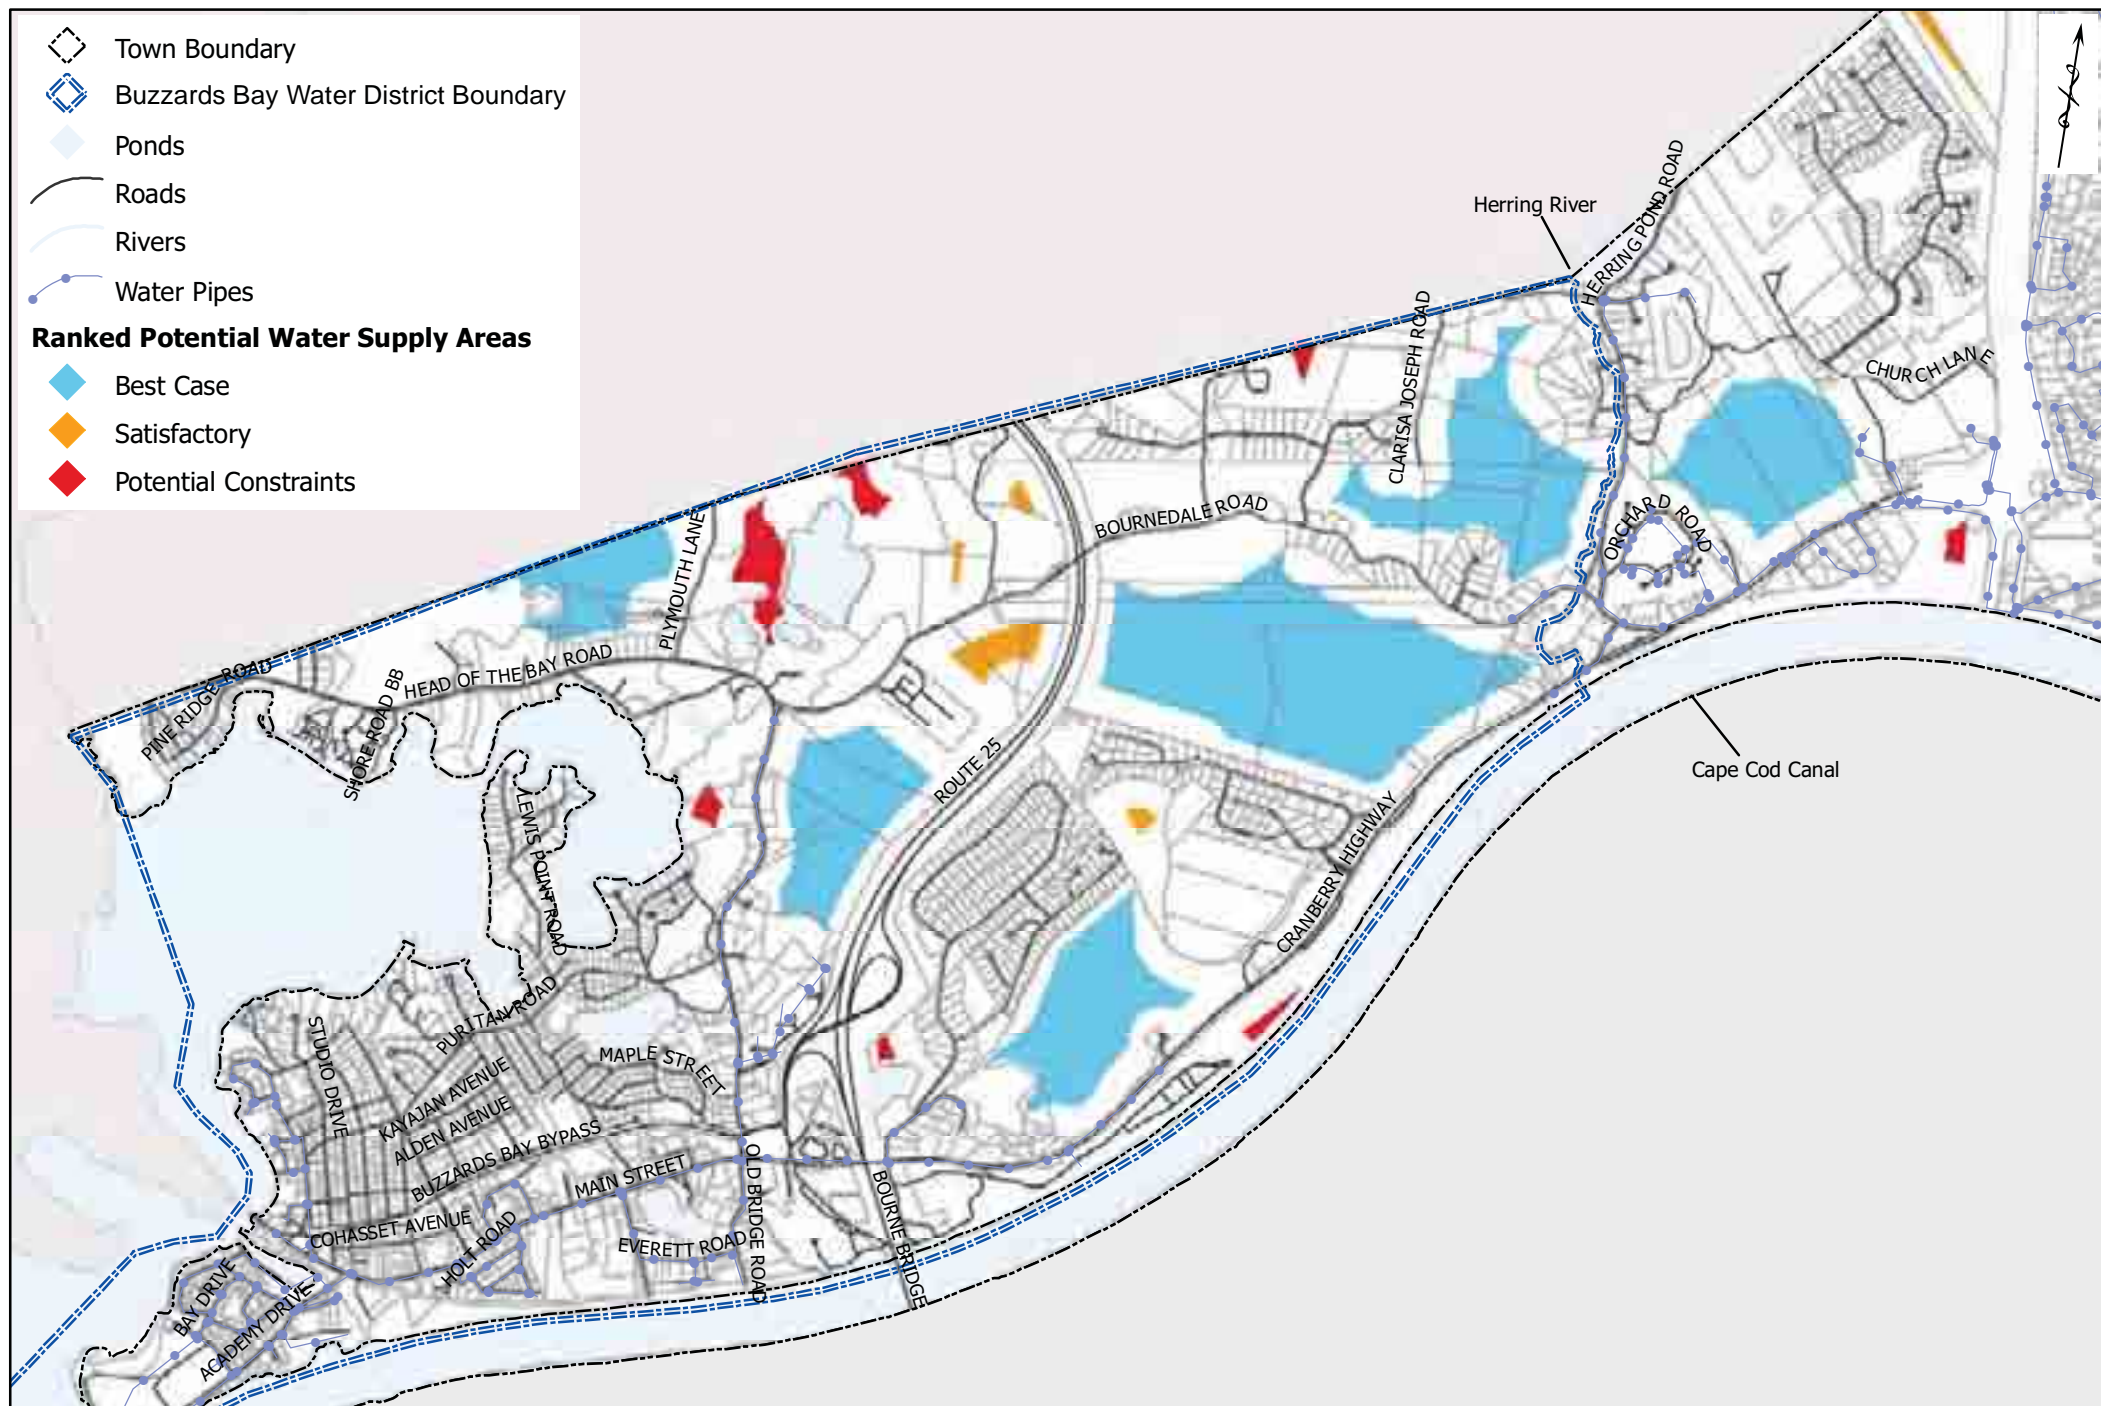 Town Boundary
Buzzards Bay Water District Boundary
Ponds
Roads
Rivers
Water Pipes
Ranked Potential Water Supply Areas
Best Case
Satisfactory
Potential Constraints
Herring River
HERRING POND ROAD
CHURCH LANE
CLARISA JOSEPH ROAD
BOURNEDALE ROAD
ORCHARD ROAD
PLYMOUTH LANE
HEAD OF THE BAY ROAD
PINE RIDGE ROAD
SHORE ROAD BB
LEWIS POINT ROAD
ROUTE 25
Cape Cod Canal
CRANBERRY HIGHWAY
PURITAN ROAD
STUDIO DRIVE
MAPLE STREET
KAYAJAN AVENUE
ALDEN AVENUE
BUZZARDS BAY BYPASS
MAIN STREET
OLD BRIDGE ROAD
BOURNE BRIDGE
COHASSET AVENUE
HOLT ROAD
EVERETT ROAD
BAY DRIVE
ACADEMY DRIVE